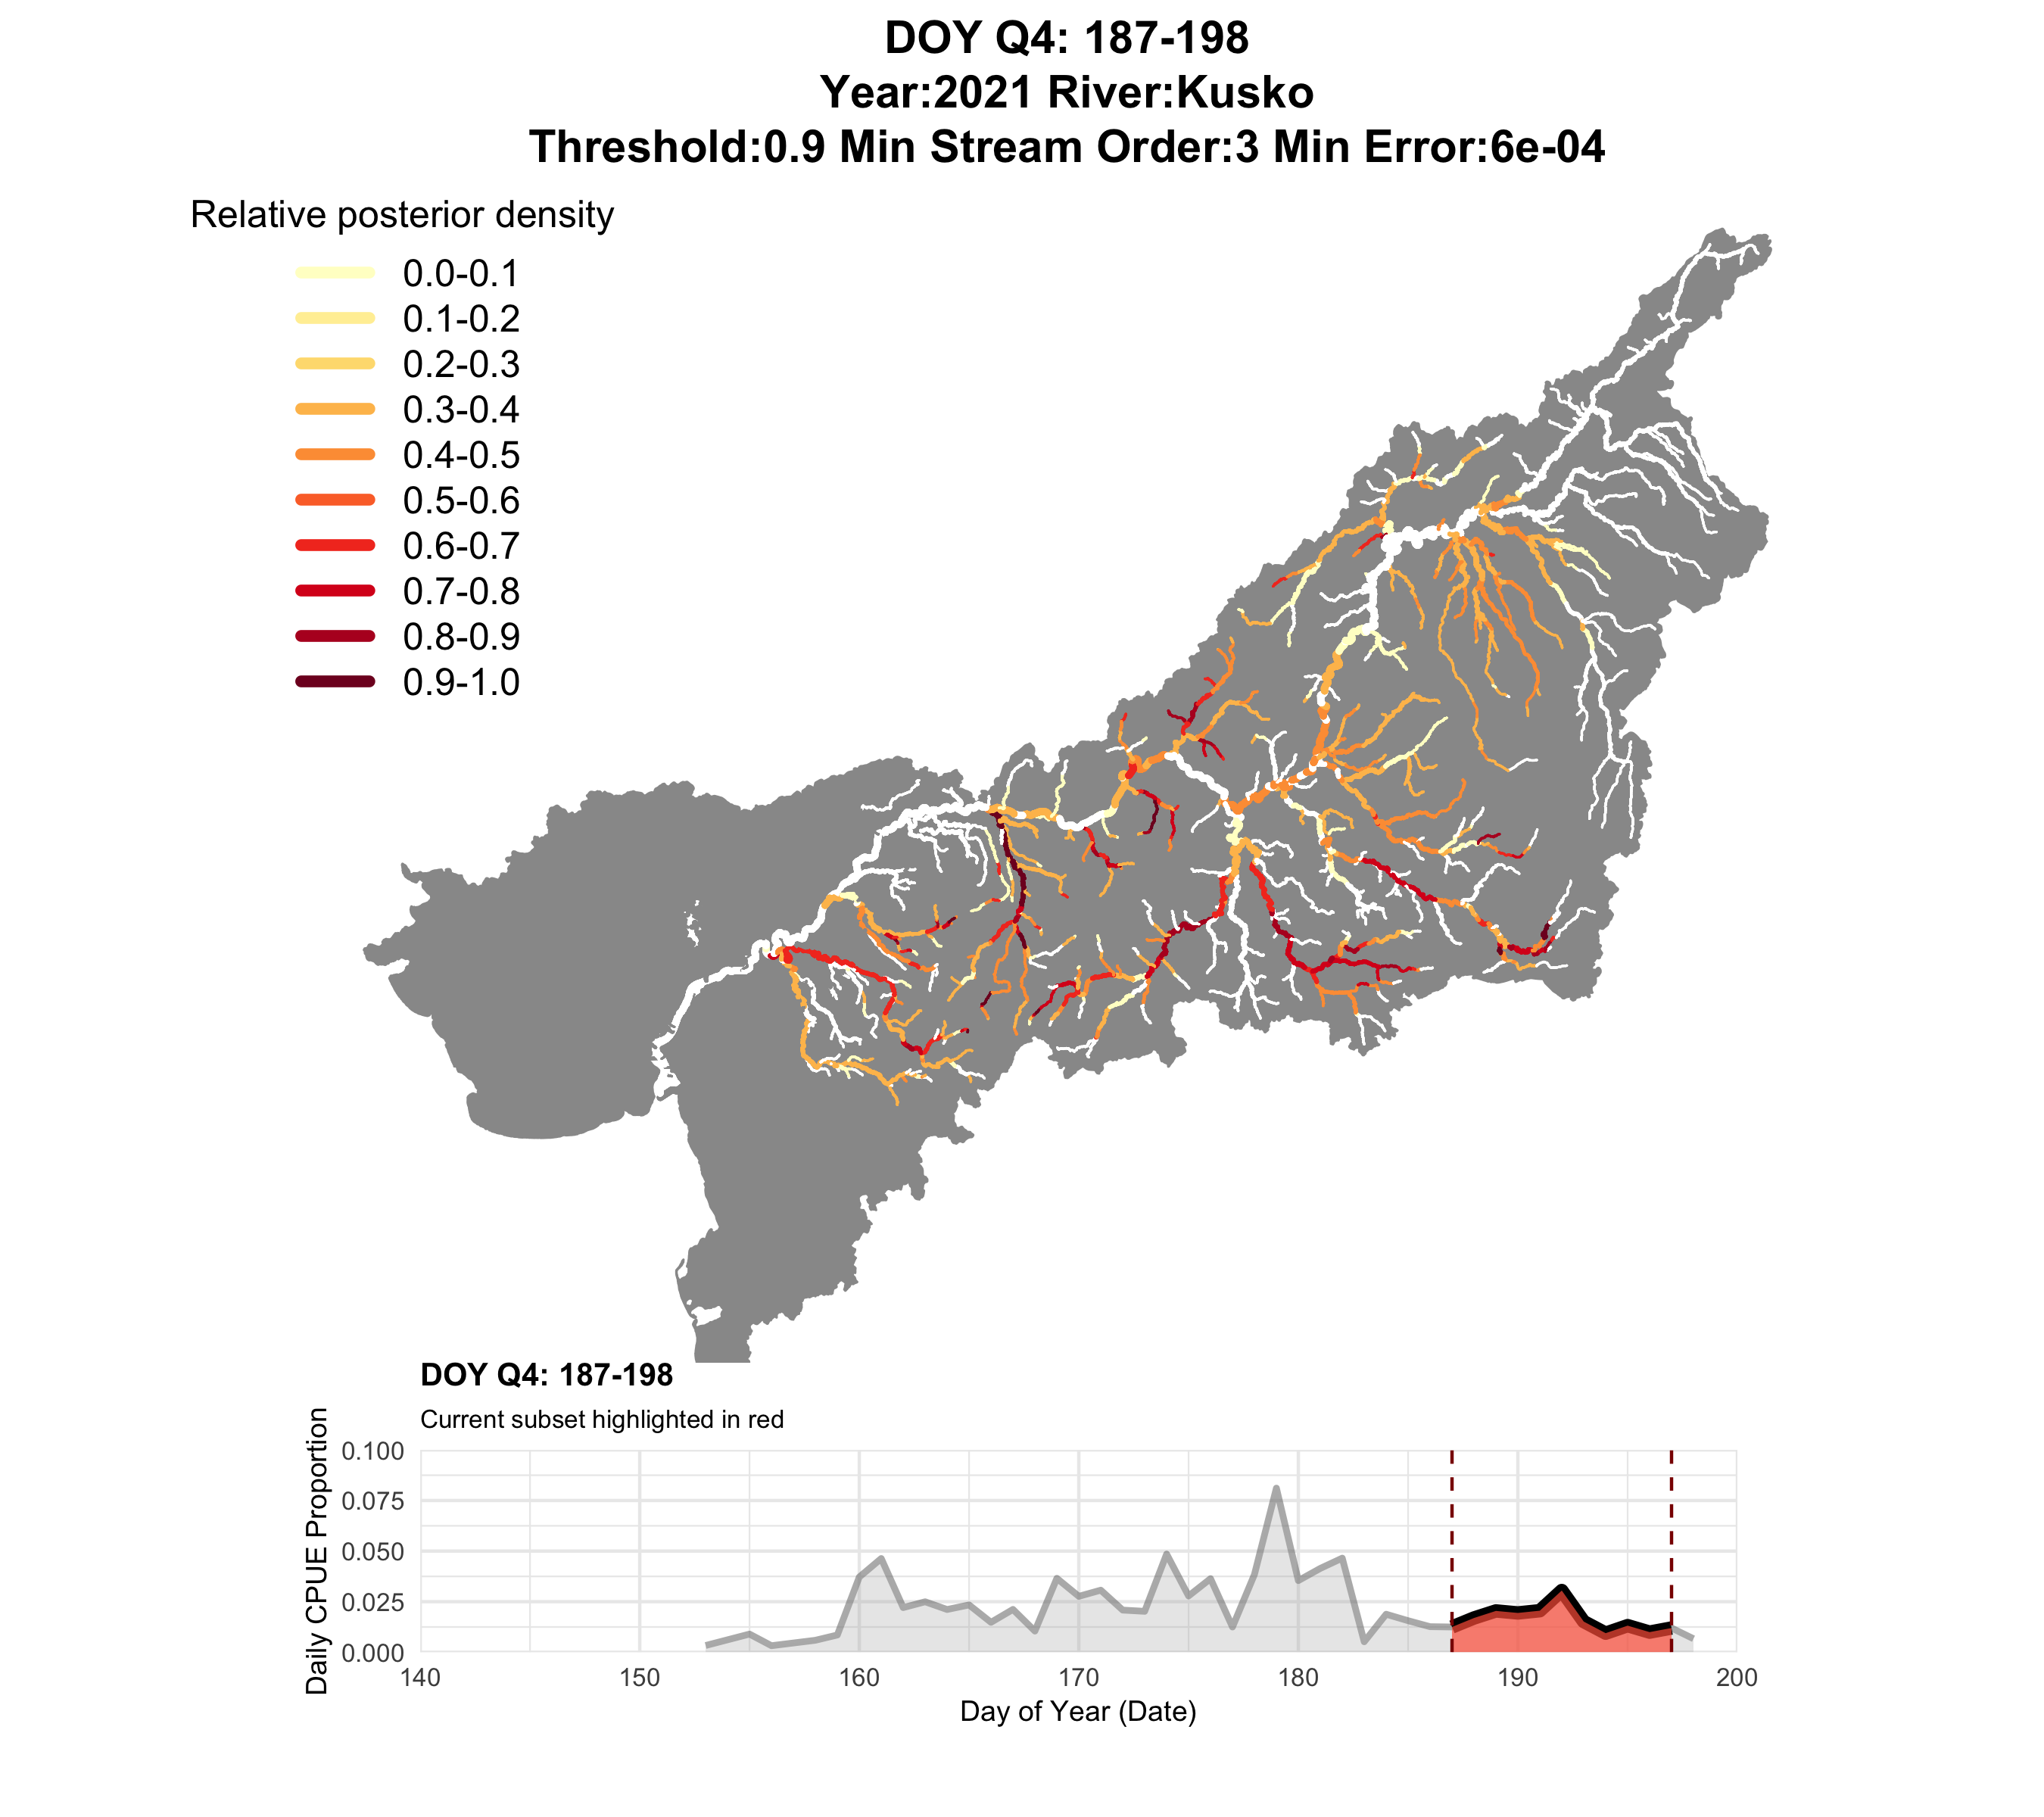 DOY Q4: 187-198
Year:2021 River:Kusko
Threshold:0.9 Min Stream Order:3 Min Error:6e-04
Relative posterior density
0.0-0.1
0.1-0.2
0.2-0.3
0.3-0.4
0.4-0.5
0.5-0.6
0.6-0.7
0.7-0.8
0.8-0.9
0.9-1.0
DOY Q4: 187-198
Current subset highlighted in red
Daily CPUE Proportion
0.100
0.075
0.050
0.025
0.000
140 150 160 170 180 190 200
Day of Year (Date)